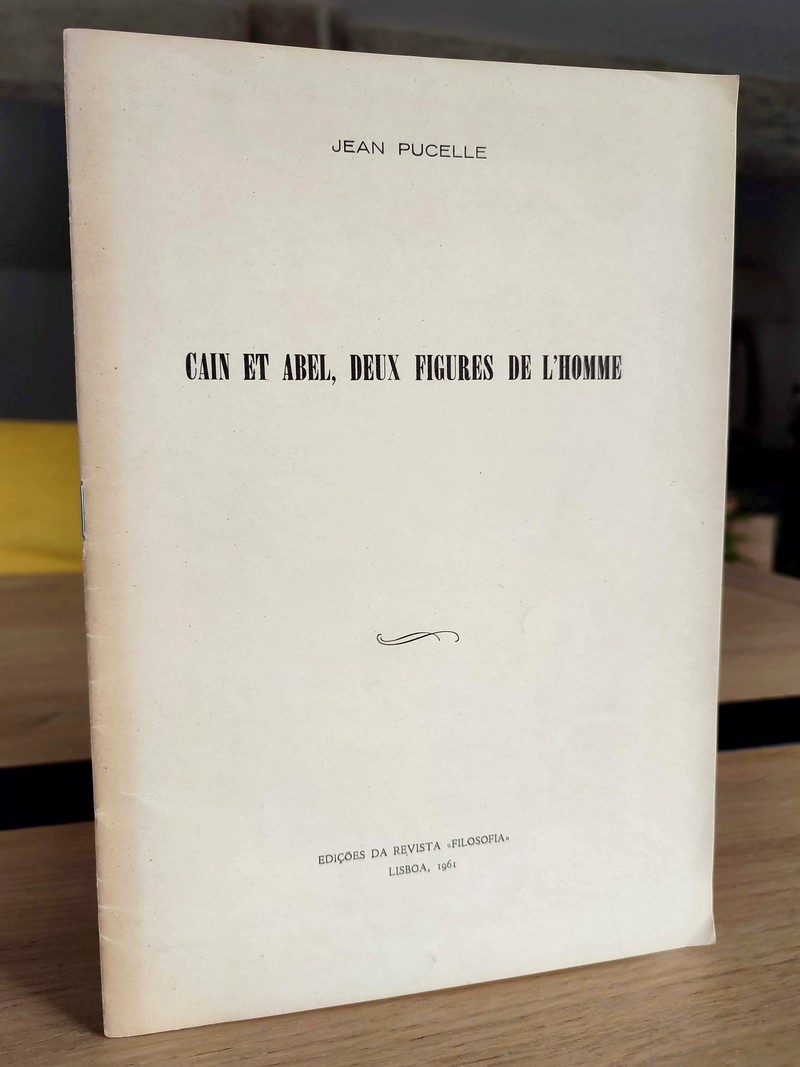 JEAN PUCELLE
CAIN ET ABEL, DEUX FIGURES DE L'HOMME
EDIÇÕES DA REVISTA «FILOSOFIA»
LISBOA, 1961